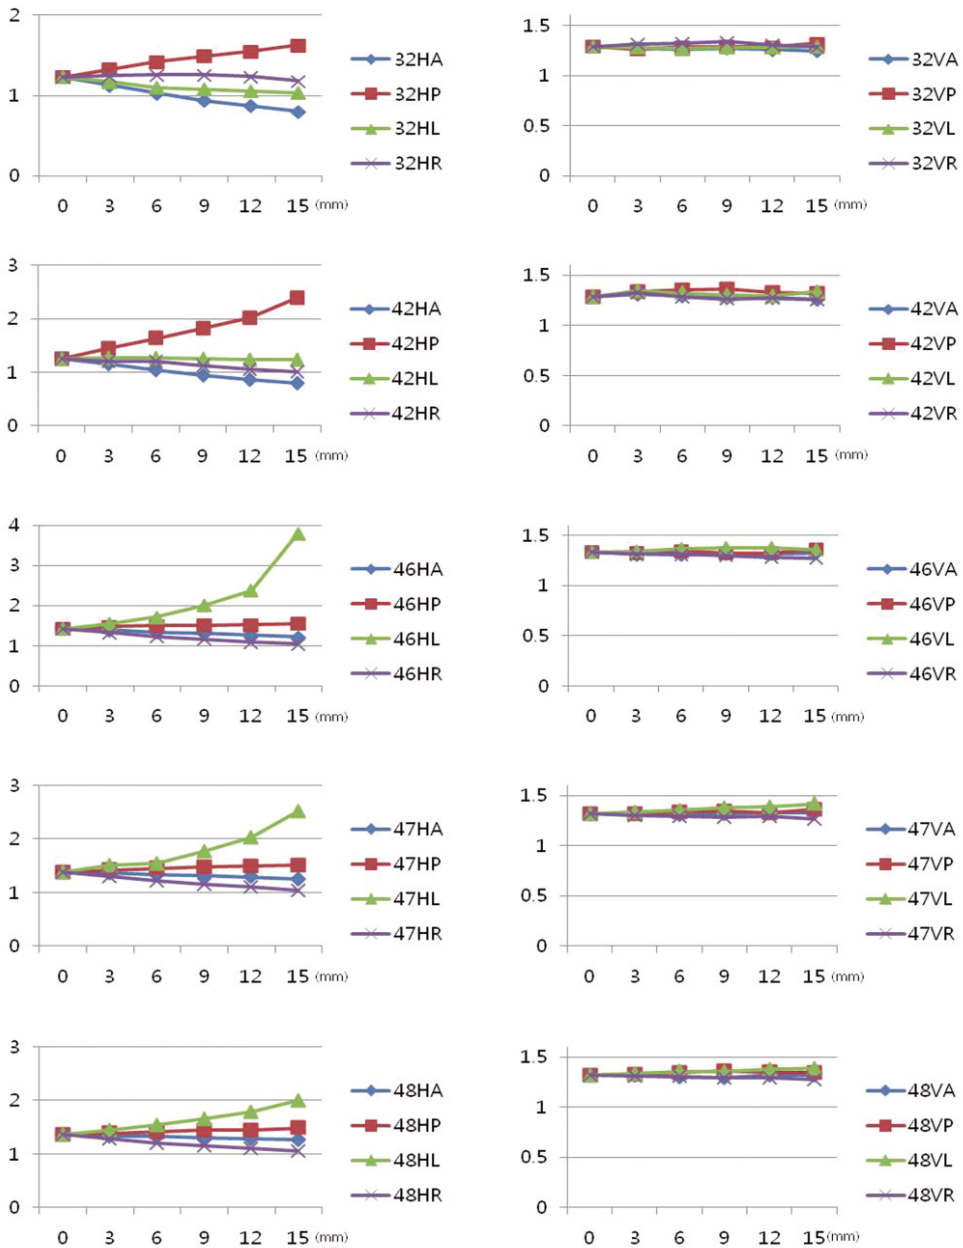 2
1
0
0 3 6 9 12 15 (mm)
32HA
32HP
32HL
32HR
1.5
1
0.5
0
0 3 6 9 12 15 (mm)
32VA
32VP
32VL
32VR
3
2
1
0
0 3 6 9 12 15 (mm)
42HA
42HP
42HL
42HR
1.5
1
0.5
0
0 3 6 9 12 15 (mm)
42VA
42VP
42VL
42VR
4
3
2
1
0
0 3 6 9 12 15 (mm)
46HA
46HP
46HL
46HR
1.5
1
0.5
0
0 3 6 9 12 15 (mm)
46VA
46VP
46VL
46VR
3
2
1
0
0 3 6 9 12 15 (mm)
47HA
47HP
47HL
47HR
1.5
1
0.5
0
0 3 6 9 12 15 (mm)
47VA
47VP
47VL
47VR
3
2
1
0
0 3 6 9 12 15 (mm)
48HA
48HP
48HL
48HR
1.5
1
0.5
0
0 3 6 9 12 15 (mm)
48VA
48VP
48VL
48VR